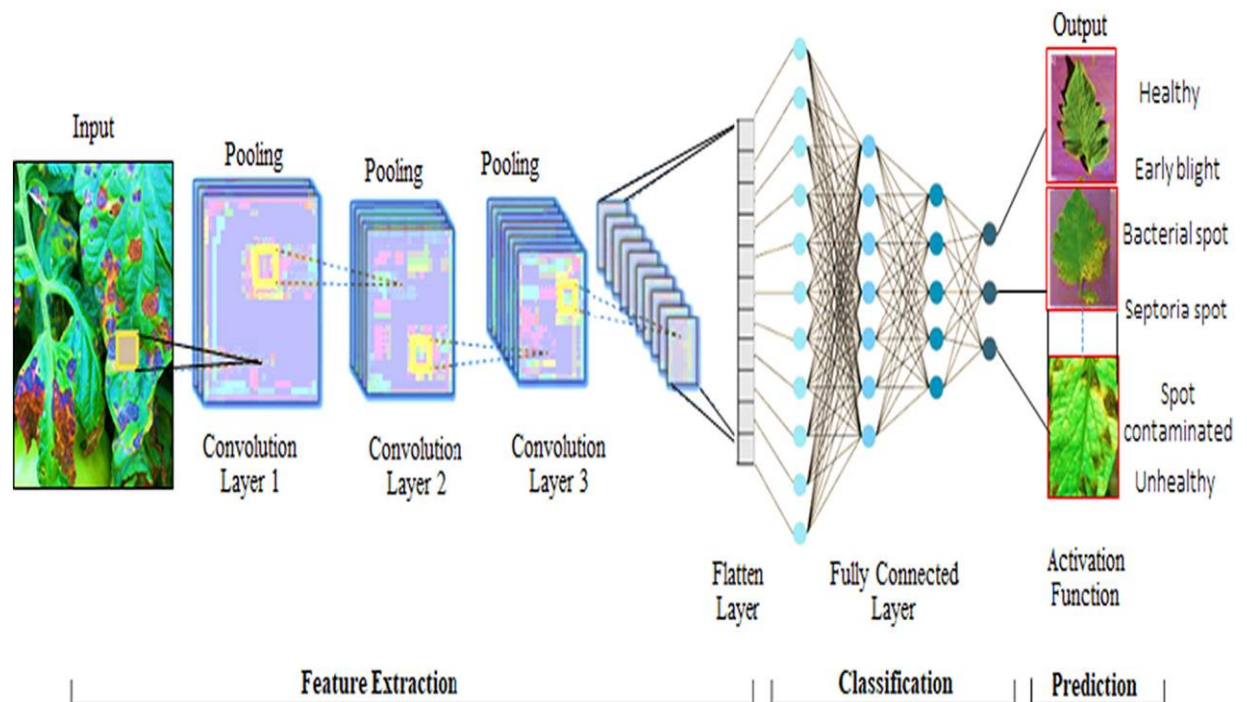 Input
Pooling
Pooling
Pooling
Convolution
Layer 1
Convolution
Layer 2
Convolution
Layer 3
Flatten
Layer
Fully Connected
Layer
Output
Healthy
Early blight
Bacterial spot
Septoria spot
Spot
contaminated
Unhealthy
Activation
Function
Feature Extraction
Classification
Prediction